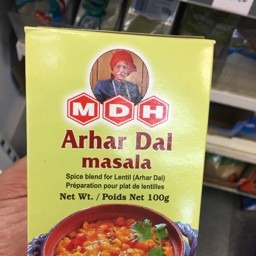 MDH
Arhar Dal
masala
Spice blend for Lentil (Arhar Dal)
Préparation pour plat de lentilles
Net Wt. / Poids Net 100g